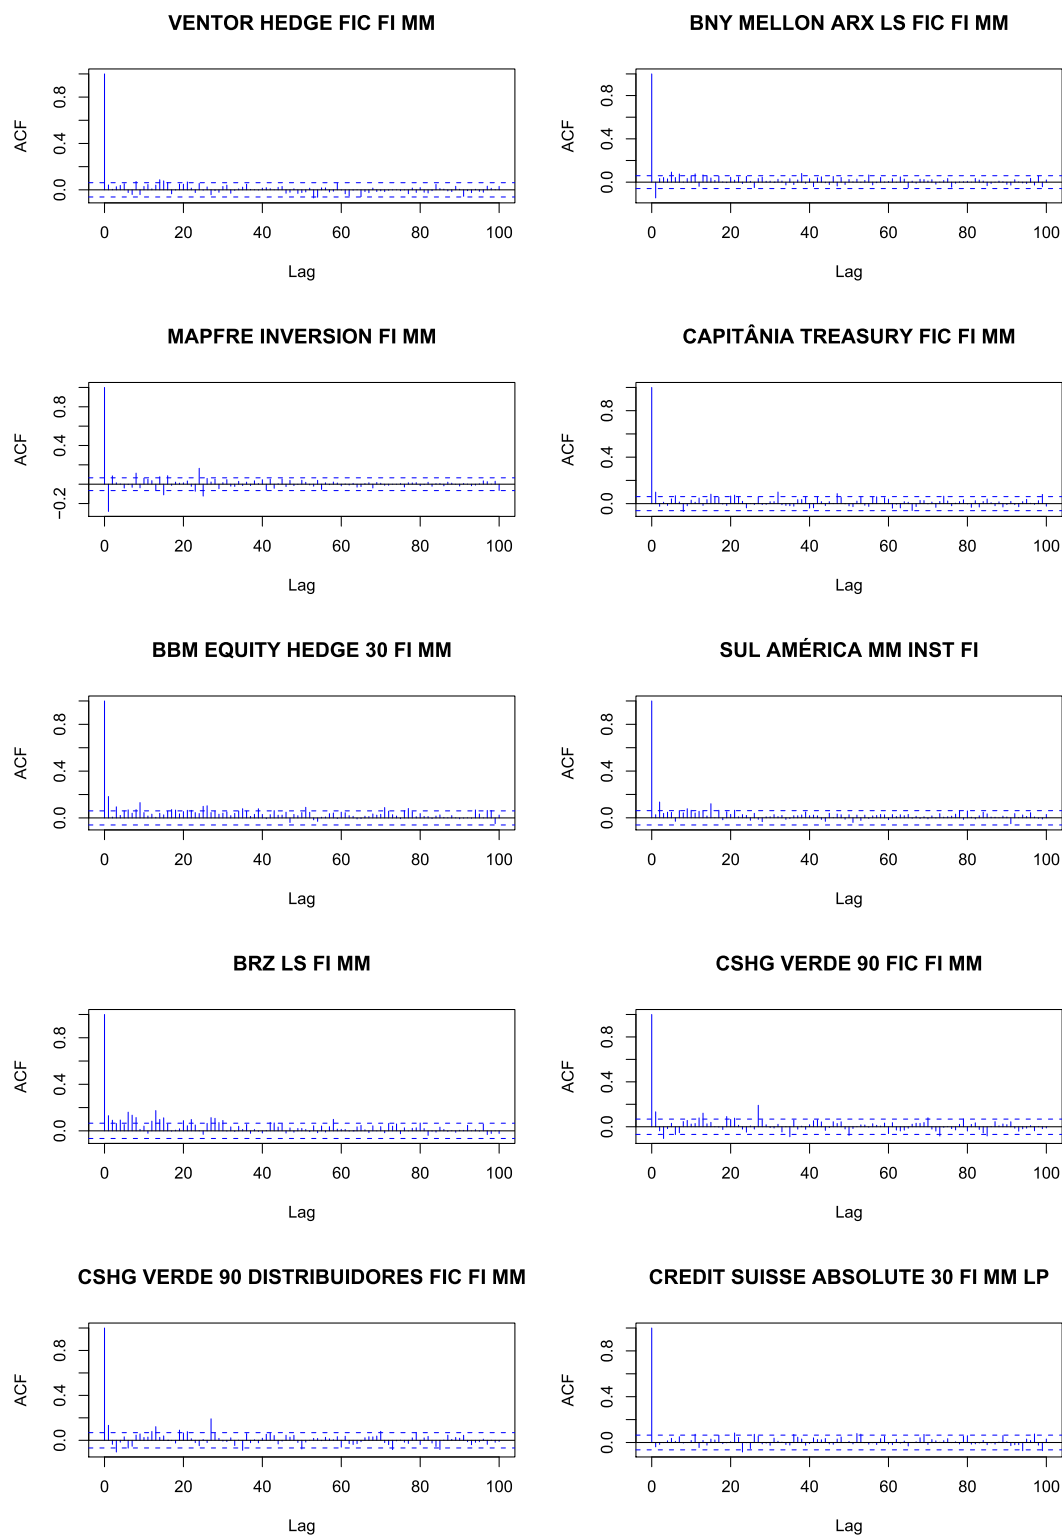 VENTOR HEDGE FIC FI MM
ACF
0.0 0.4 0.8
0 20 40 60 80 100
Lag
BNY MELLON ARX LS FIC FI MM
ACF
0.0 0.4 0.8
0 20 40 60 80 100
Lag
MAPFRE INVERSION FI MM
ACF
−0.2 0.4 0.8
0 20 40 60 80 100
Lag
CAPITÂNIA TREASURY FIC FI MM
ACF
0.0 0.4 0.8
0 20 40 60 80 100
Lag
BBM EQUITY HEDGE 30 FI MM
ACF
0.0 0.4 0.8
0 20 40 60 80 100
Lag
SUL AMÉRICA MM INST FI
ACF
0.0 0.4 0.8
0 20 40 60 80 100
Lag
BRZ LS FI MM
ACF
0.0 0.4 0.8
0 20 40 60 80 100
Lag
CSHG VERDE 90 FIC FI MM
ACF
0.0 0.4 0.8
0 20 40 60 80 100
Lag
CSHG VERDE 90 DISTRIBUIDORES FIC FI MM
ACF
0.0 0.4 0.8
0 20 40 60 80 100
Lag
CREDIT SUISSE ABSOLUTE 30 FI MM LP
ACF
0.0 0.4 0.8
0 20 40 60 80 100
Lag